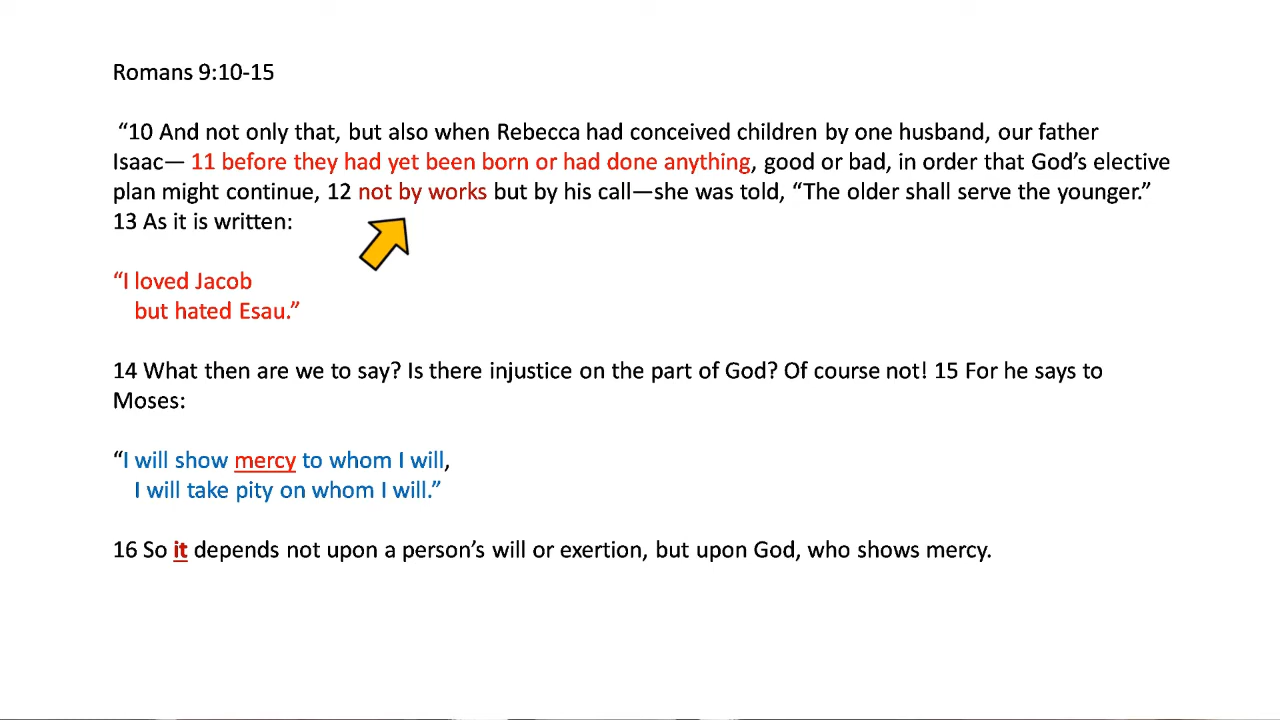 Romans 9:10-15
“10 And not only that, but also when Rebecca had conceived children by one husband, our father
Isaac— 11 before they had yet been born or had done anything, good or bad, in order that God’s elective
plan might continue, 12 not by works but by his call—she was told, “The older shall serve the younger.”
13 As it is written:
“I loved Jacob
but hated Esau.”
14 What then are we to say? Is there injustice on the part of God? Of course not! 15 For he says to
Moses:
“I will show mercy to whom I will,
I will take pity on whom I will.”
16 So it depends not upon a person’s will or exertion, but upon God, who shows mercy.